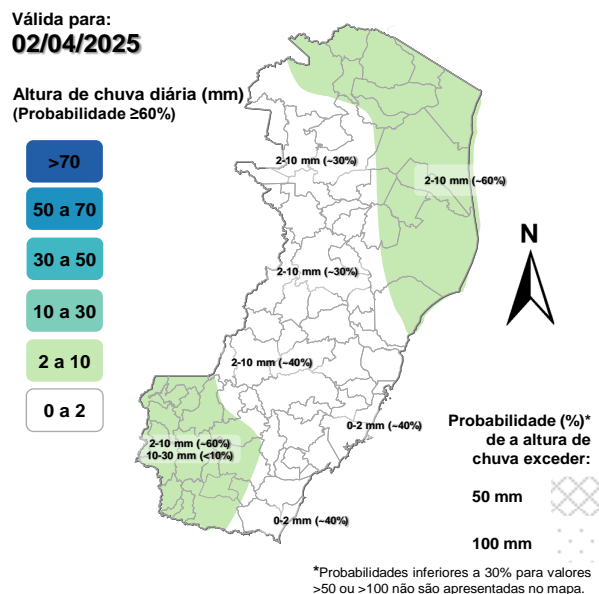 Válida para:
02/04/2025
Altura de chuva diária (mm)
(Probabilidade ≥60%)
>70
50 a 70
30 a 50
10 a 30
2 a 10
0 a 2
2-10 mm (~30%)
2-10 mm (~60%)
N
2-10 mm (~30%)
2-10 mm (~40%)
0-2 mm (~40%)
2-10 mm (~60%)
10-30 mm (<10%)
0-2 mm (~40%)
Probabilidade (%)*
de a altura de
chuva exceder:
50 mm
100 mm
*Probabilidades inferiores a 30% para valores
>50 ou >100 não são apresentadas no mapa.